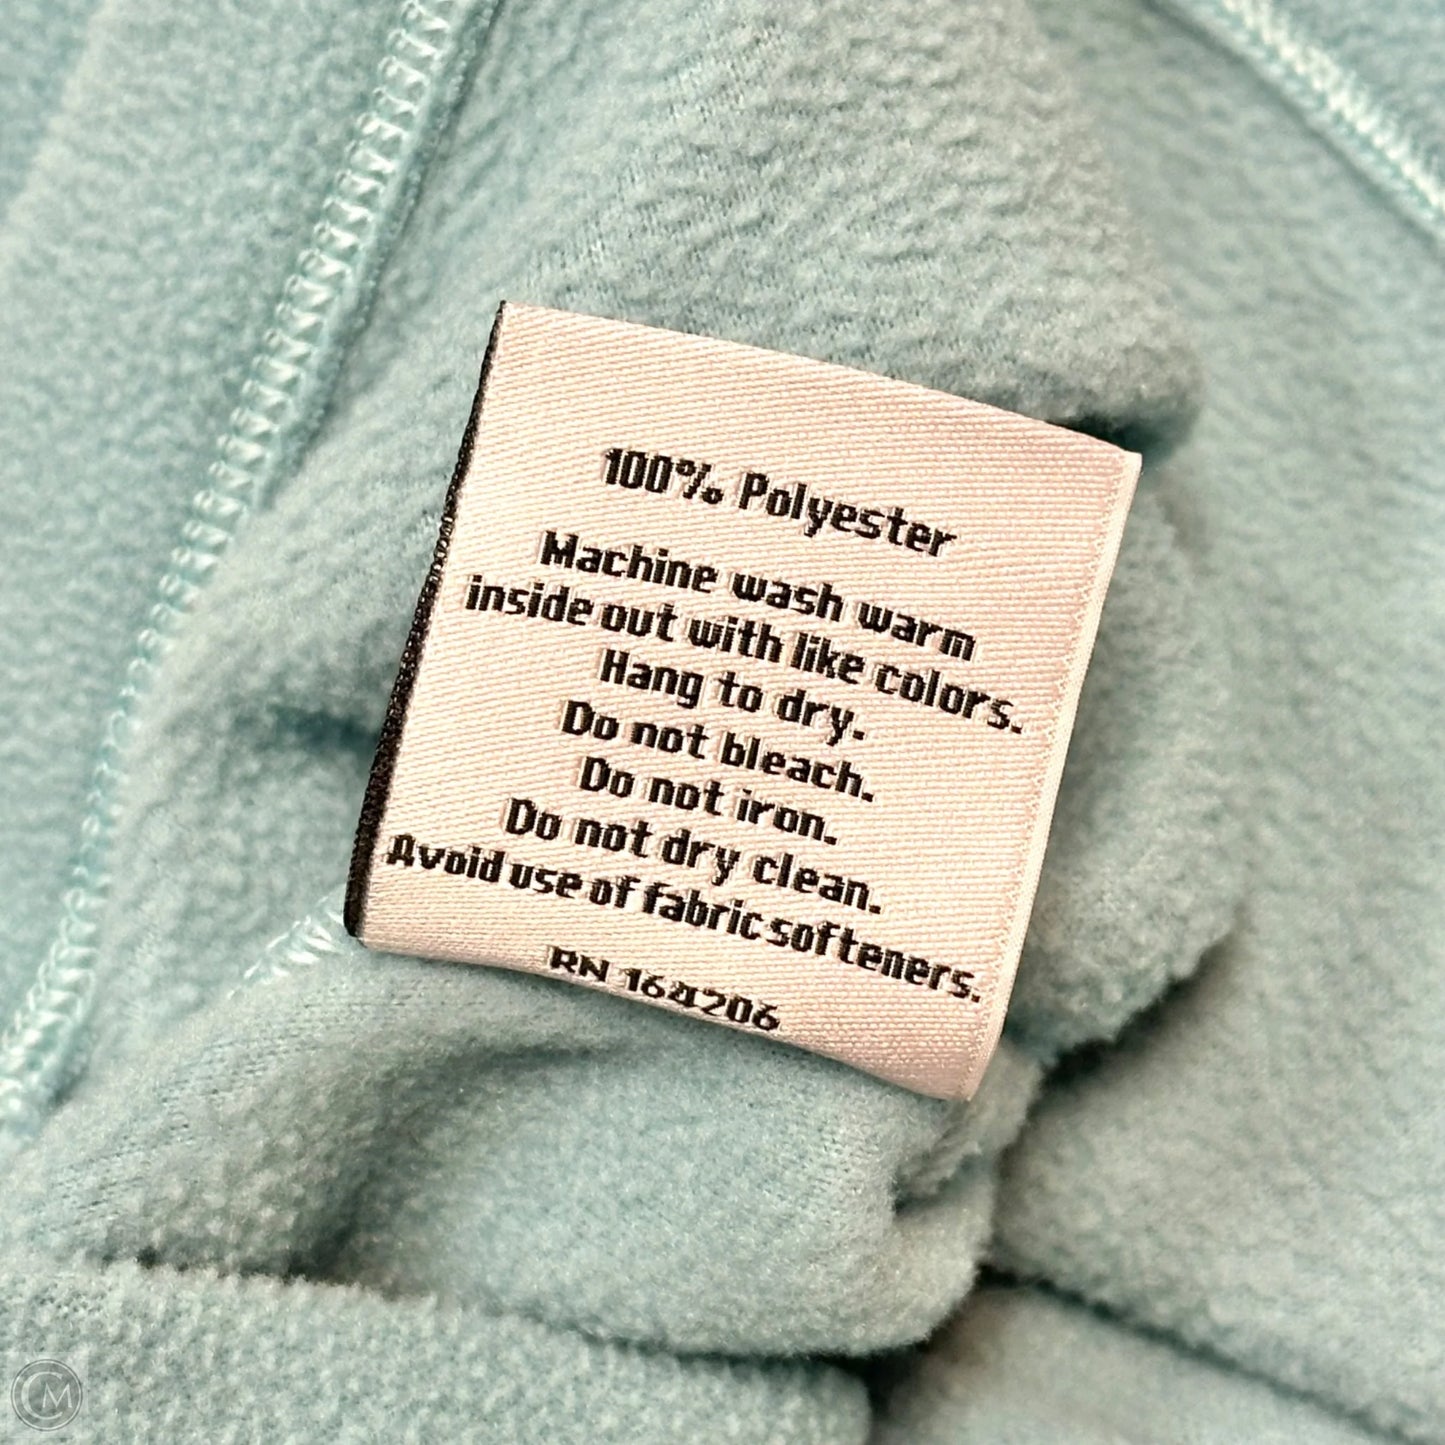 100% Polyester
Machine wash warm
inside out with like colors.
Hang to dry.
Do not bleach.
Do not iron.
Do not dry clean.
Avoid use of fabric softeners.
RN 164206
CM